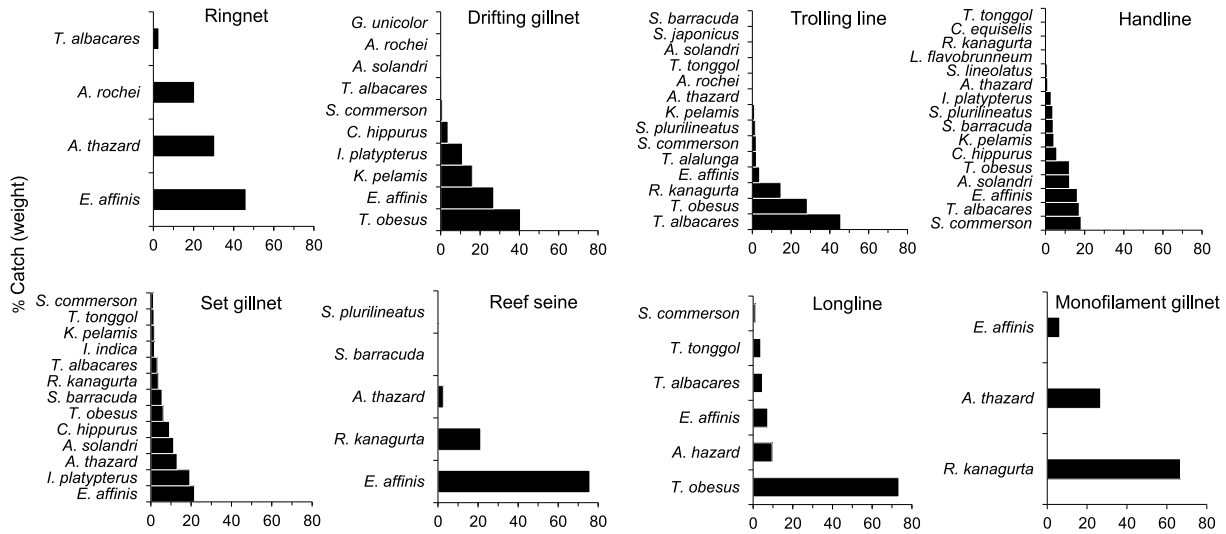 % Catch (weight)
Ringnet
T. albacares
A. rochei
A. thazard
E. affinis
0 20 40 60 80
Drifting gillnet
G. unicolor
A. rochei
A. solandri
T. albacares
S. commerson
C. hippurus
I. platypterus
K. pelamis
E. affinis
T. obesus
0 20 40 60 80
Trolling line
S. barracuda
S. japonicus
A. solandri
T. tonggol
A. rochei
A. thazard
K. pelamis
S. plurilineatus
S. commerson
T. alalunga
E. affinis
R. kanagurta
T. obesus
T. albacares
0 20 40 60 80
Handline
T. tonggol
C. equiselis
R. kanagurta
L. flavobrunneum
S. lineolatus
A. thazard
I. platypterus
S. plurilineatus
S. barracuda
K. pelamis
C. hippurus
T. obesus
A. solandri
E. affinis
T. albacares
S. commerson
0 20 40 60 80
Set gillnet
S. commerson
T. tonggol
K. pelamis
I. indica
T. albacares
R. kanagurta
S. barracuda
T. obesus
C. hippurus
A. solandri
A. thazard
I. platypterus
E. affinis
0 20 40 60 80
Reef seine
S. plurilineatus
S. barracuda
A. thazard
R. kanagurta
E. affinis
0 20 40 60 80
Longline
S. commerson
T. tonggol
T. albacares
E. affinis
A. hazard
T. obesus
0 20 40 60 80
Monofilament gillnet
E. affinis
A. thazard
R. kanagurta
0 20 40 60 80